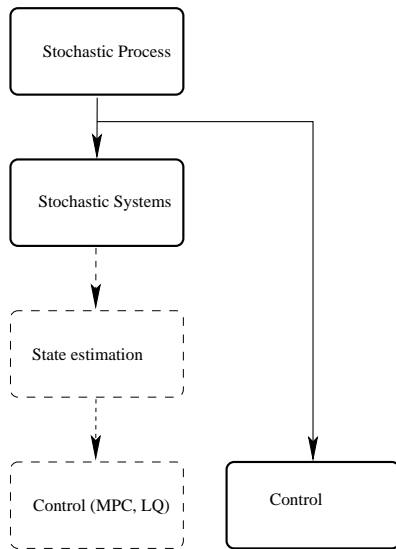 Stochastic Process
Stochastic Systems
State estimation
Control (MPC, LQ)
Control